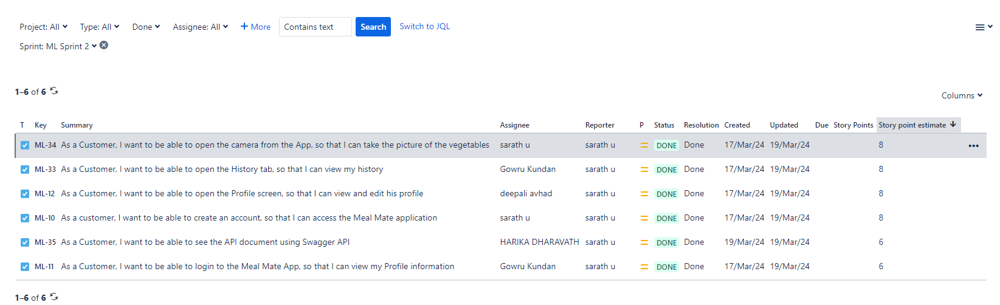 Project: All Type: All Done Assignee: All + More Contains text Search Switch to JQL
Sprint: ML Sprint 2
1–6 of 6
Columns
T Key Summary Assignee Reporter P Status Resolution Created Updated Due Story Points Story point estimate
ML-34 As a Customer, I want to be able to open the camera from the App, so that I can take the picture of the vegetables sarath u sarath u DONE Done 17/Mar/24 19/Mar/24 8
ML-33 As a Customer, I want to be able to open the History tab, so that I can view my history Gowru Kundan sarath u DONE Done 17/Mar/24 19/Mar/24 8
ML-12 As a Customer, I want to be able to open the Profile screen, so that I can view and edit his profile deepali avhad sarath u DONE Done 17/Mar/24 19/Mar/24 8
ML-10 As a customer, I want to be able to create an account, so that I can access the Meal Mate application sarath u sarath u DONE Done 17/Mar/24 19/Mar/24 8
ML-35 As a Customer, I want to be able to see the API document using Swagger API HARIKA DHARAVATH sarath u DONE Done 19/Mar/24 19/Mar/24 6
ML-11 As a Customer, I want to be able to login to the Meal Mate App, so that I can view my Profile information Gowru Kundan sarath u DONE Done 17/Mar/24 19/Mar/24 6
1–6 of 6